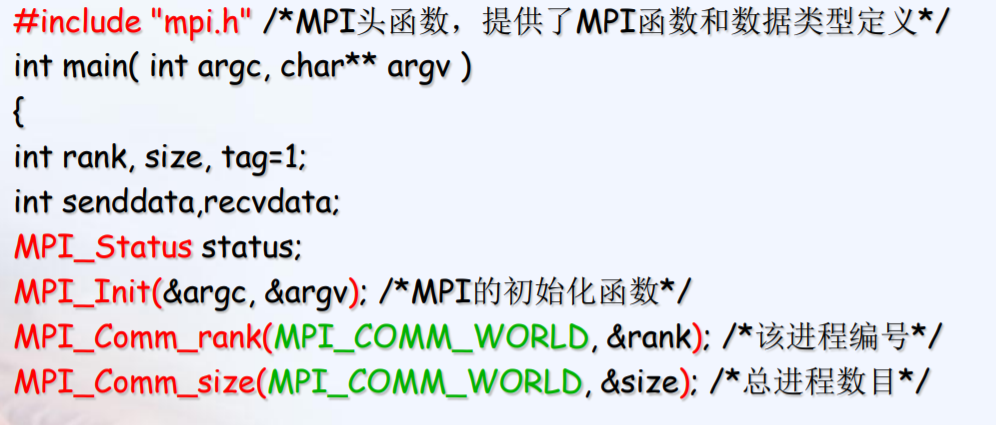 #include "mpi.h" /*MPI头函数，提供了MPI函数和数据类型定义*/
int main( int argc, char** argv )
{
int rank, size, tag=1;
int senddata,recvdata;
MPI_Status status;
MPI_Init(&argc, &argv); /*MPI的初始化函数*/
MPI_Comm_rank(MPI_COMM_WORLD, &rank); /*该进程编号*/
MPI_Comm_size(MPI_COMM_WORLD, &size); /*总进程数目*/